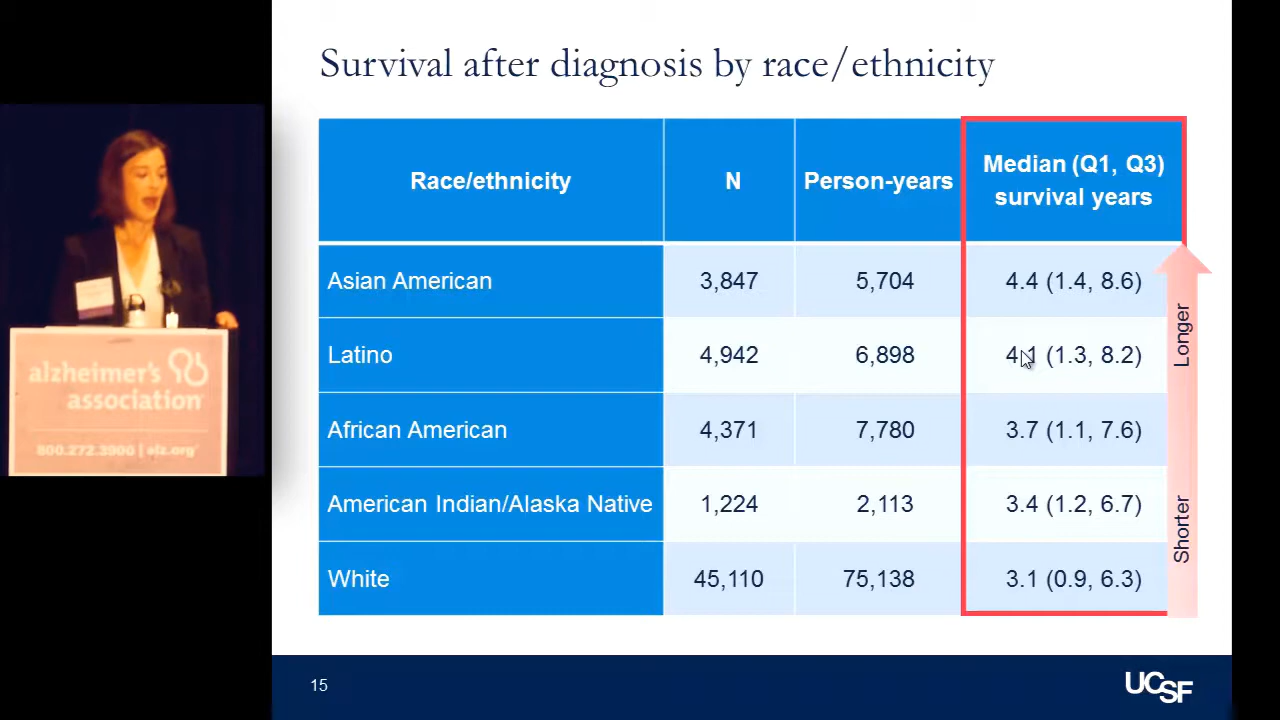 Survival after diagnosis by race/ethnicity
Race/ethnicity N Person-years Median (Q1, Q3)
survival years
Asian American 3,847 5,704 4.4 (1.4, 8.6)
Latino 4,942 6,898 4.1 (1.3, 8.2)
African American 4,371 7,780 3.7 (1.1, 7.6)
American Indian/Alaska Native 1,224 2,113 3.4 (1.2, 6.7)
White 45,110 75,138 3.1 (0.9, 6.3)
Longer
Shorter
alzheimer's
association
800.272.3900 | alz.org
15
UCSF